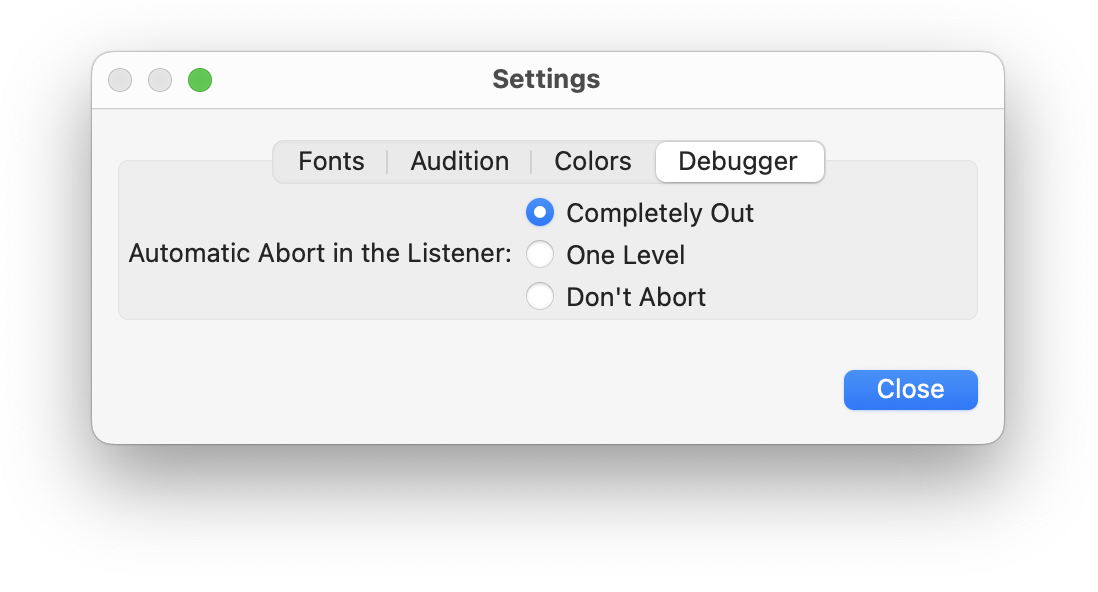 Settings
Fonts Audition Colors Debugger
Completely Out
Automatic Abort in the Listener:
One Level
Don't Abort
Close